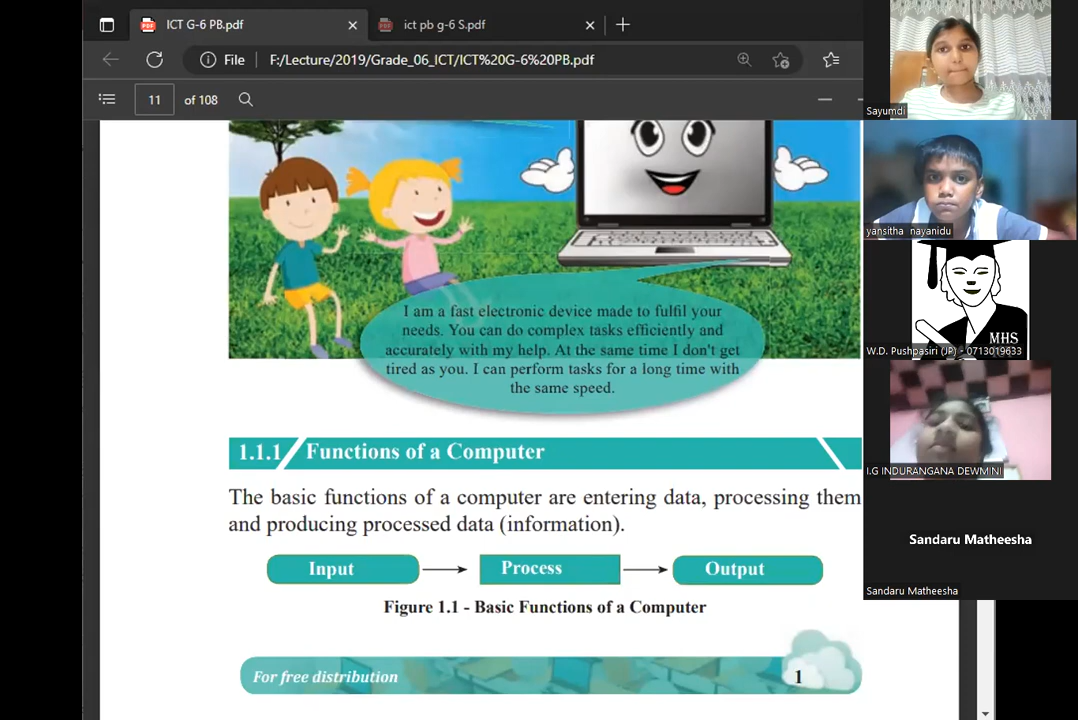 ICT G-6 PB.pdf
ict pb g-6 S.pdf
File F:/Lecture/2019/Grade_06_ICT/ICT%20G-6%20PB.pdf
11 of 108
I am a fast electronic device made to fulfil your
needs. You can do complex tasks efficiently and
accurately with my help. At the same time I don't get
tired as you. I can perform tasks for a long time with
the same speed.
1.1.1 Functions of a Computer
The basic functions of a computer are entering data, processing them
and producing processed data (information).
Input Process Output
Figure 1.1 - Basic Functions of a Computer
For free distribution
1
Sayumdi
yansitha nayanidu
MHS
W.D. Pushpasiri (JP) - 0713019633
I.G INDURANGANA DEWMINI
Sandaru Matheesha
Sandaru Matheesha